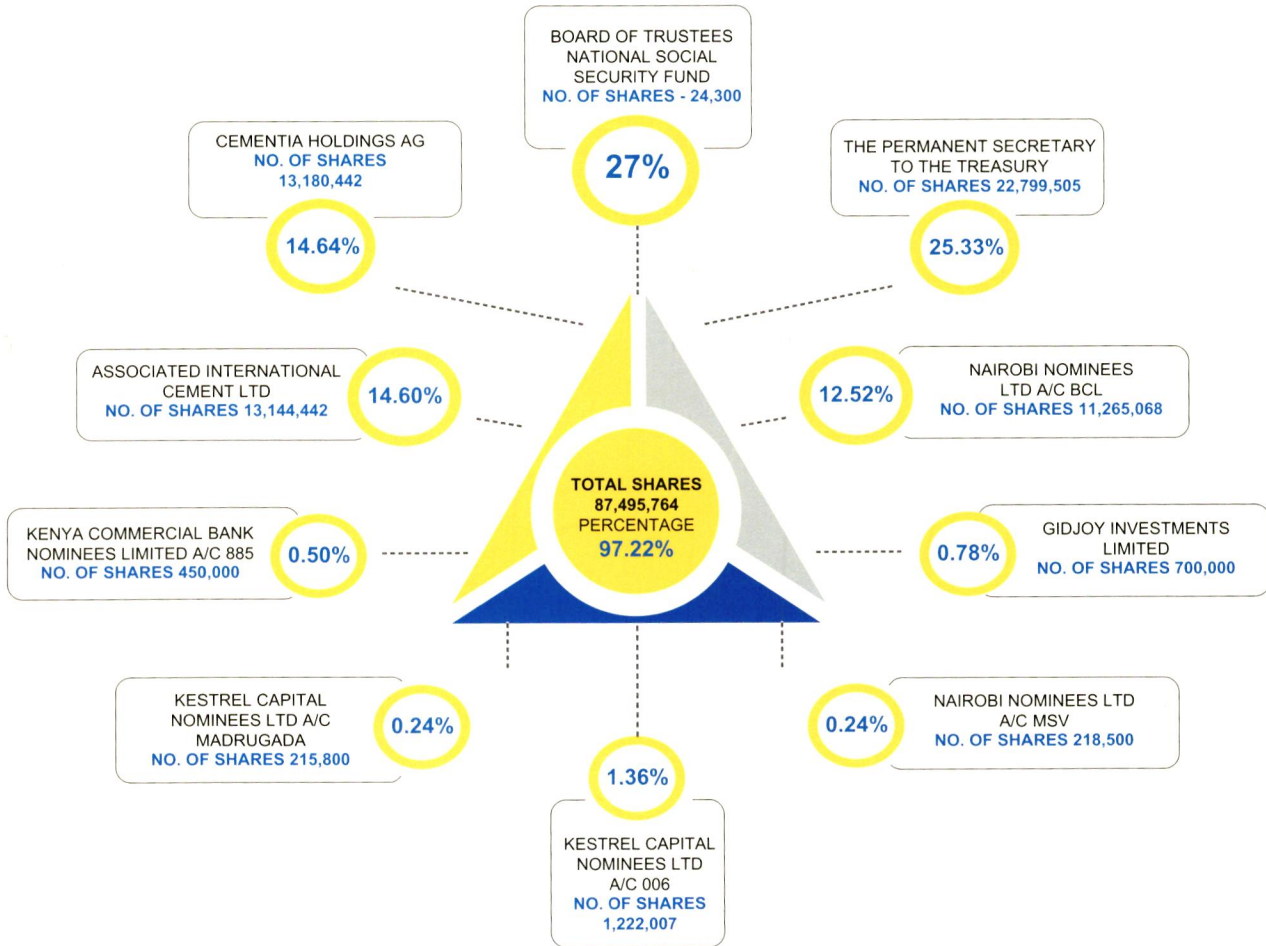 BOARD OF TRUSTEES
NATIONAL SOCIAL
SECURITY FUND
NO. OF SHARES - 24,300
27%
CEMENTIA HOLDINGS AG
NO. OF SHARES
13,180,442
14.64%
THE PERMANENT SECRETARY
TO THE TREASURY
NO. OF SHARES 22,799,505
25.33%
ASSOCIATED INTERNATIONAL
CEMENT LTD
NO. OF SHARES 13,144,442
14.60%
12.52%
NAIROBI NOMINEES
LTD A/C BCL
NO. OF SHARES 11,265,068
TOTAL SHARES
87,495,764
PERCENTAGE
97.22%
KENYA COMMERCIAL BANK
NOMINEES LIMITED A/C 885
NO. OF SHARES 450,000
0.50%
0.78%
GIDJOY INVESTMENTS
LIMITED
NO. OF SHARES 700,000
KESTREL CAPITAL
NOMINEES LTD A/C
MADRUGADA
NO. OF SHARES 215,800
0.24%
0.24%
NAIROBI NOMINEES LTD
A/C MSV
NO. OF SHARES 218,500
1.36%
KESTREL CAPITAL
NOMINEES LTD
A/C 006
NO. OF SHARES
1,222,007